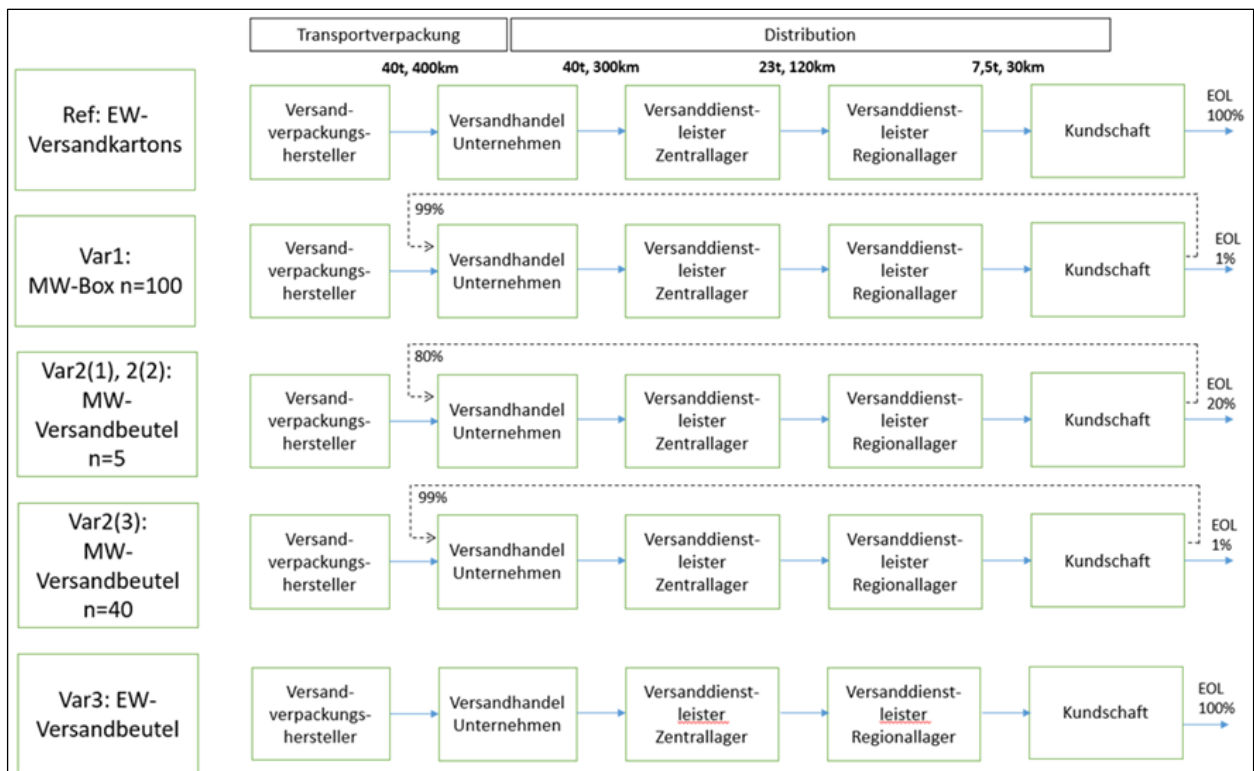 Transportverpackung
Distribution
40t, 400km
40t, 300km
23t, 120km
7,5t, 30km
Ref: EW-
Versandkartons
Versand-
verpackungs-
hersteller
Versandhandel
Unternehmen
Versanddienst-
leister
Zentrallager
Versanddienst-
leister
Regionallager
Kundschaft
EOL
100%
Var1:
MW-Box n=100
99%
Versand-
verpackungs-
hersteller
Versandhandel
Unternehmen
Versanddienst-
leister
Zentrallager
Versanddienst-
leister
Regionallager
Kundschaft
EOL
1%
Var2(1), 2(2):
MW-
Versandbeutel
n=5
80%
Versand-
verpackungs-
hersteller
Versandhandel
Unternehmen
Versanddienst-
leister
Zentrallager
Versanddienst-
leister
Regionallager
Kundschaft
EOL
20%
Var2(3):
MW-
Versandbeutel
n=40
99%
Versand-
verpackungs-
hersteller
Versandhandel
Unternehmen
Versanddienst-
leister
Zentrallager
Versanddienst-
leister
Regionallager
Kundschaft
EOL
1%
Var3: EW-
Versandbeutel
Versand-
verpackungs-
hersteller
Versandhandel
Unternehmen
Versanddienst-
leister
Zentrallager
Versanddienst-
leister
Regionallager
Kundschaft
EOL
100%